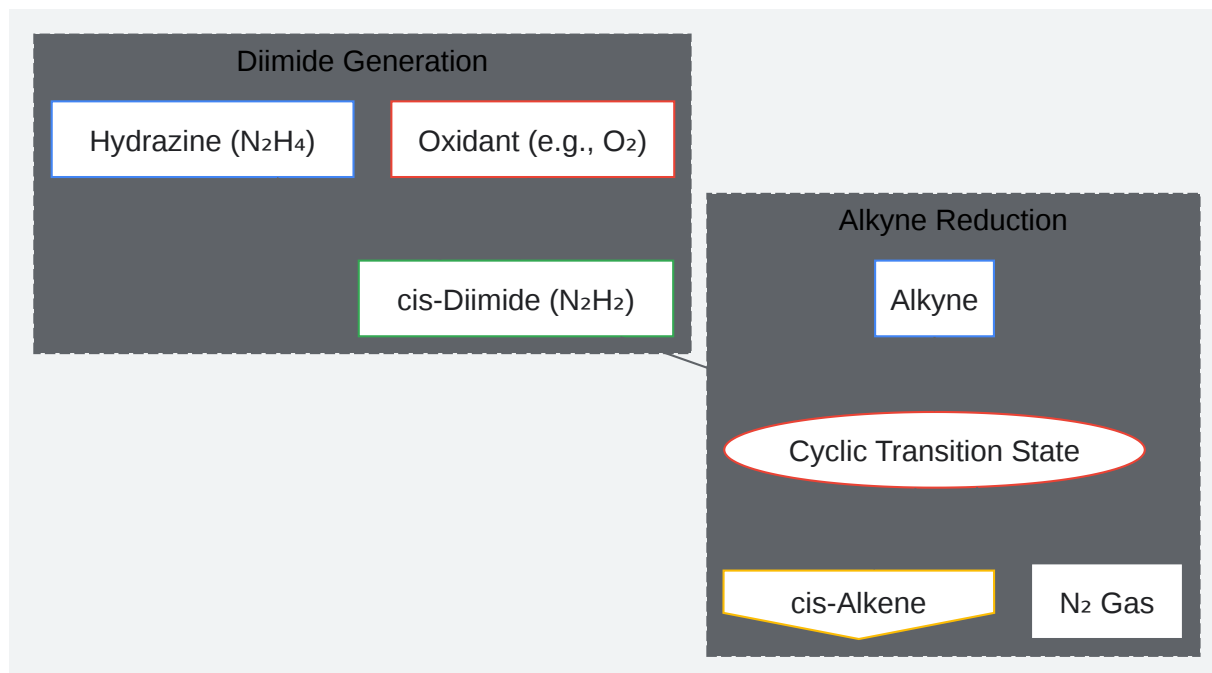 Diimide Generation
Hydrazine (N₂H₄)
Oxidant (e.g., O₂)
cis-Diimide (N₂H₂)
Alkyne Reduction
Alkyne
Cyclic Transition State
cis-Alkene
N₂ Gas